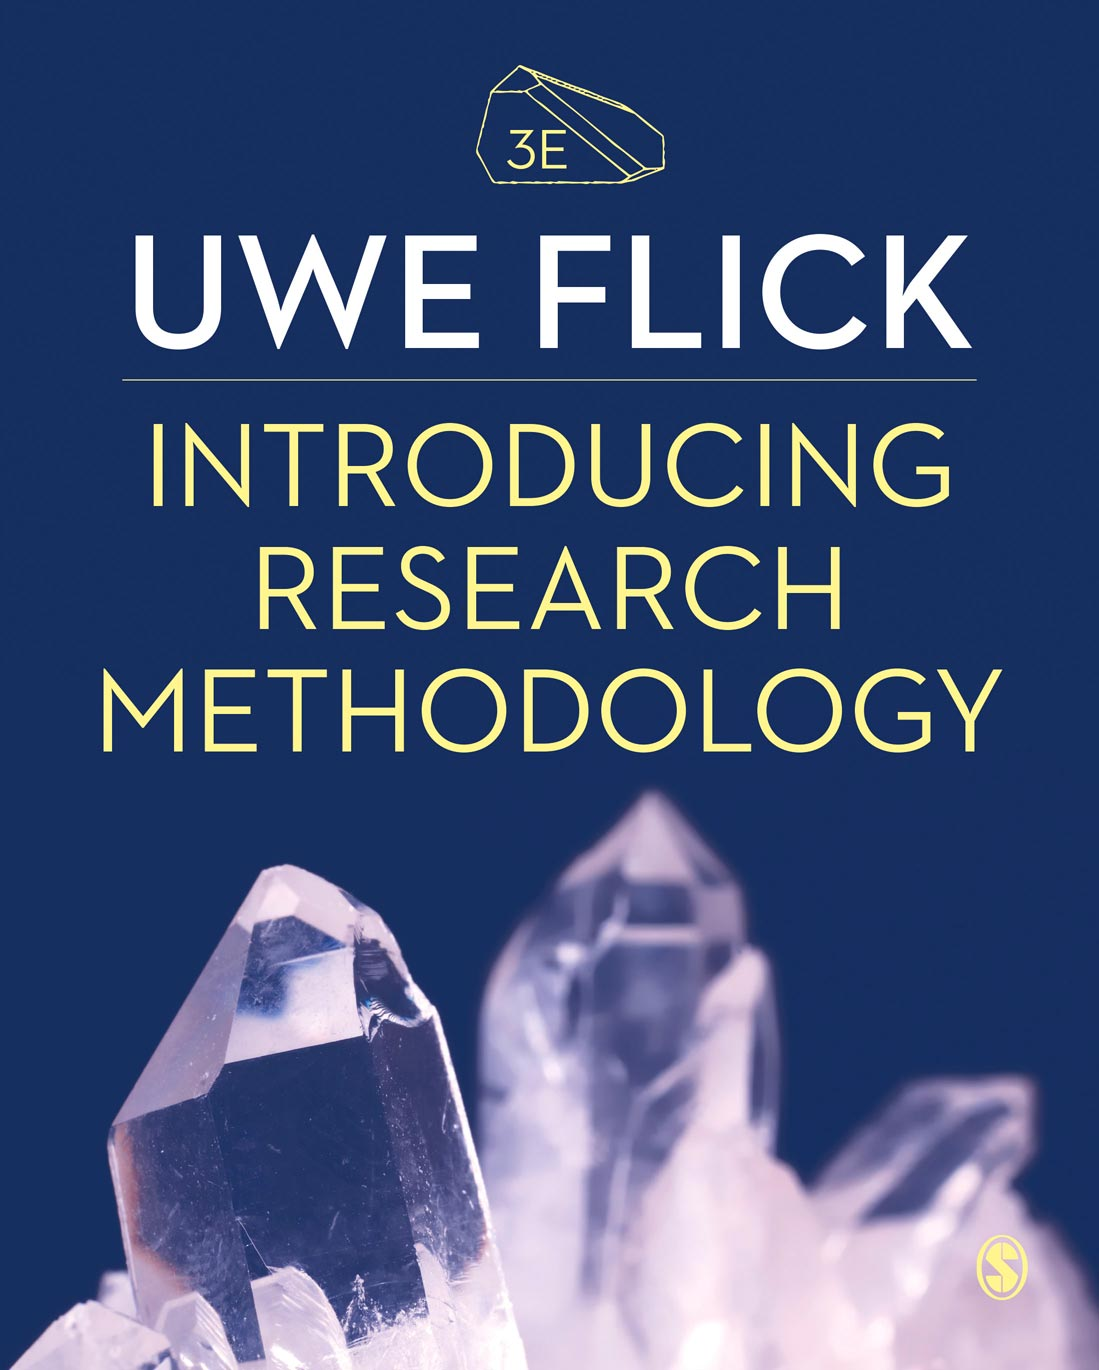 3E
UWE FLICK
INTRODUCING
RESEARCH
METHODOLOGY
S